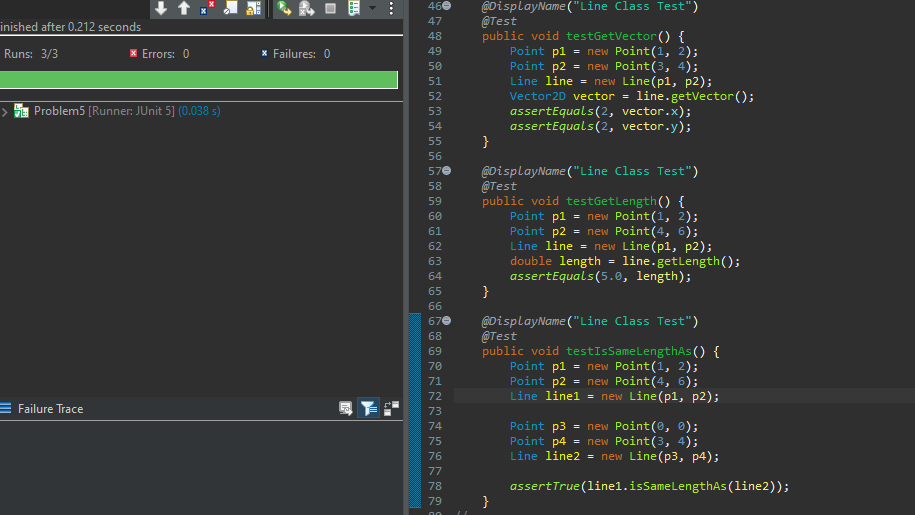 inished after 0.212 seconds
Runs: 3/3 Errors: 0 Failures: 0
Problem5 [Runner: JUnit 5] (0.038 s)
Failure Trace
46 @DisplayName("Line Class Test")
47 @Test
48 public void testGetVector() {
49 Point p1 = new Point(1, 2);
50 Point p2 = new Point(3, 4);
51 Line line = new Line(p1, p2);
52 Vector2D vector = line.getVector();
53 assertEquals(2, vector.x);
54 assertEquals(2, vector.y);
55 }
56
57 @DisplayName("Line Class Test")
58 @Test
59 public void testGetLength() {
60 Point p1 = new Point(1, 2);
61 Point p2 = new Point(4, 6);
62 Line line = new Line(p1, p2);
63 double length = line.getLength();
64 assertEquals(5.0, length);
65 }
66
67 @DisplayName("Line Class Test")
68 @Test
69 public void testIsSameLengthAs() {
70 Point p1 = new Point(1, 2);
71 Point p2 = new Point(4, 6);
72 Line line1 = new Line(p1, p2);
73
74 Point p3 = new Point(0, 0);
75 Point p4 = new Point(3, 4);
76 Line line2 = new Line(p3, p4);
77
78 assertTrue(line1.isSameLengthAs(line2));
79 }